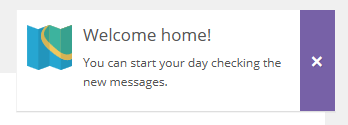 Welcome home!
You can start your day checking the
new messages.